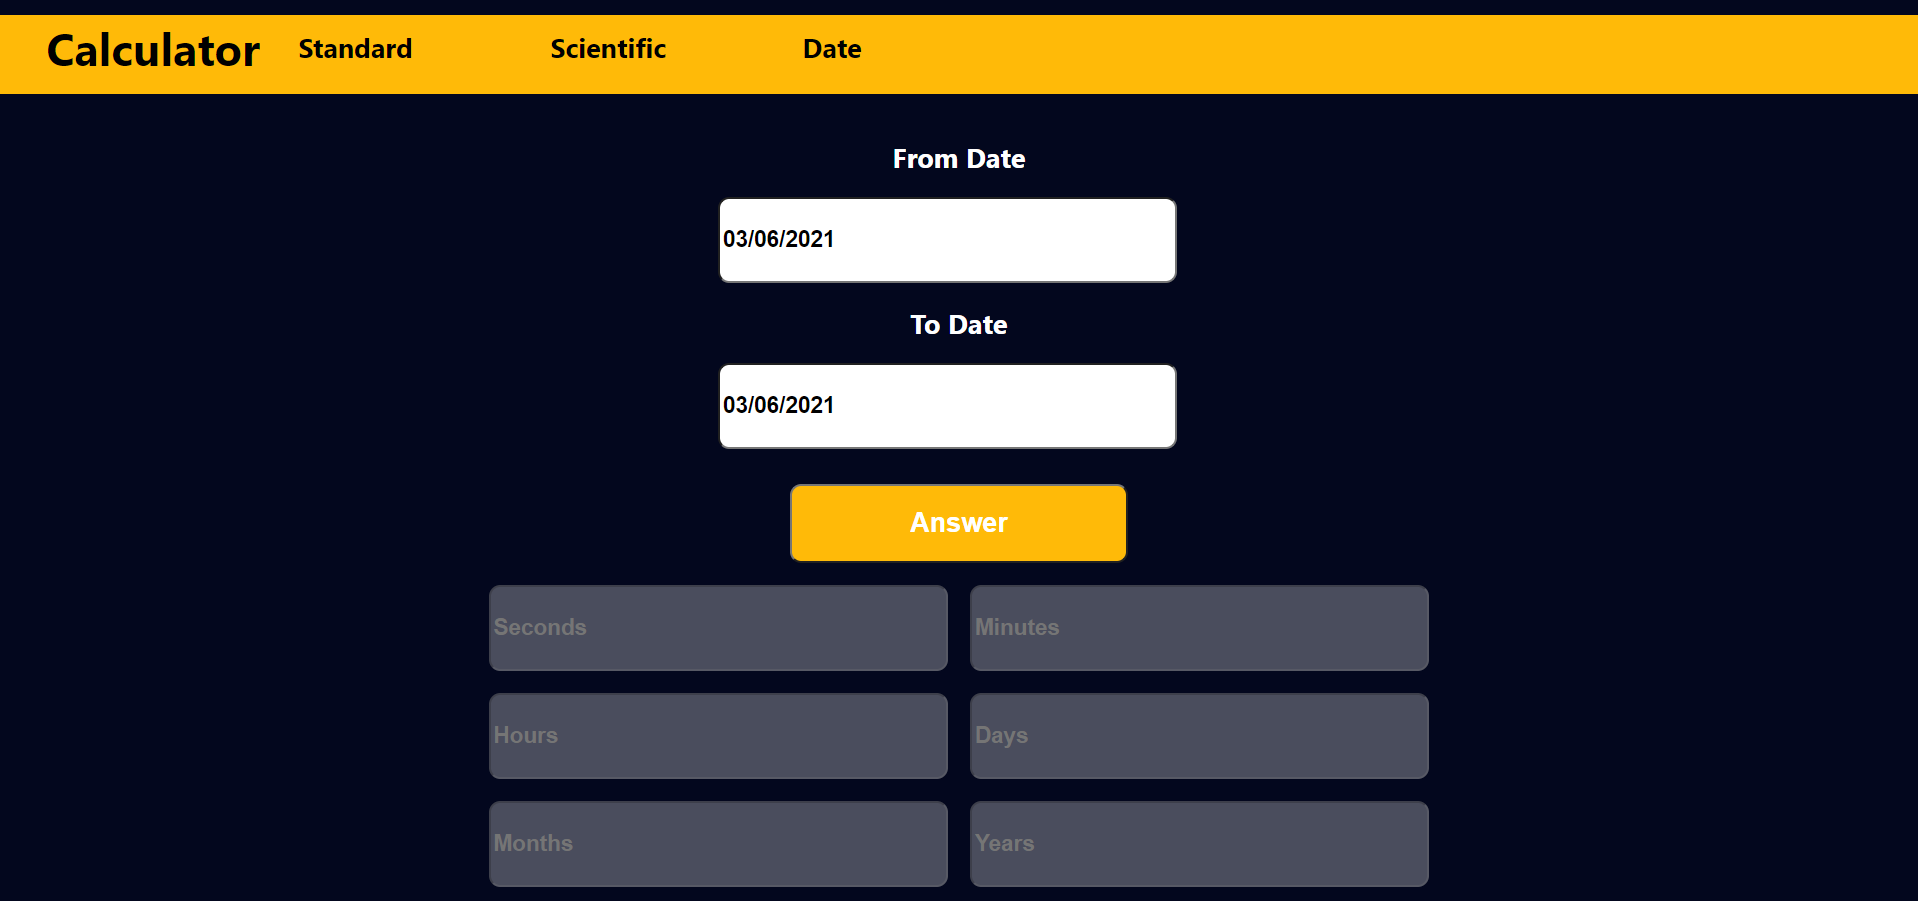 Calculator Standard Scientific Date
From Date
03/06/2021
To Date
03/06/2021
Answer
Seconds Minutes
Hours Days
Months Years